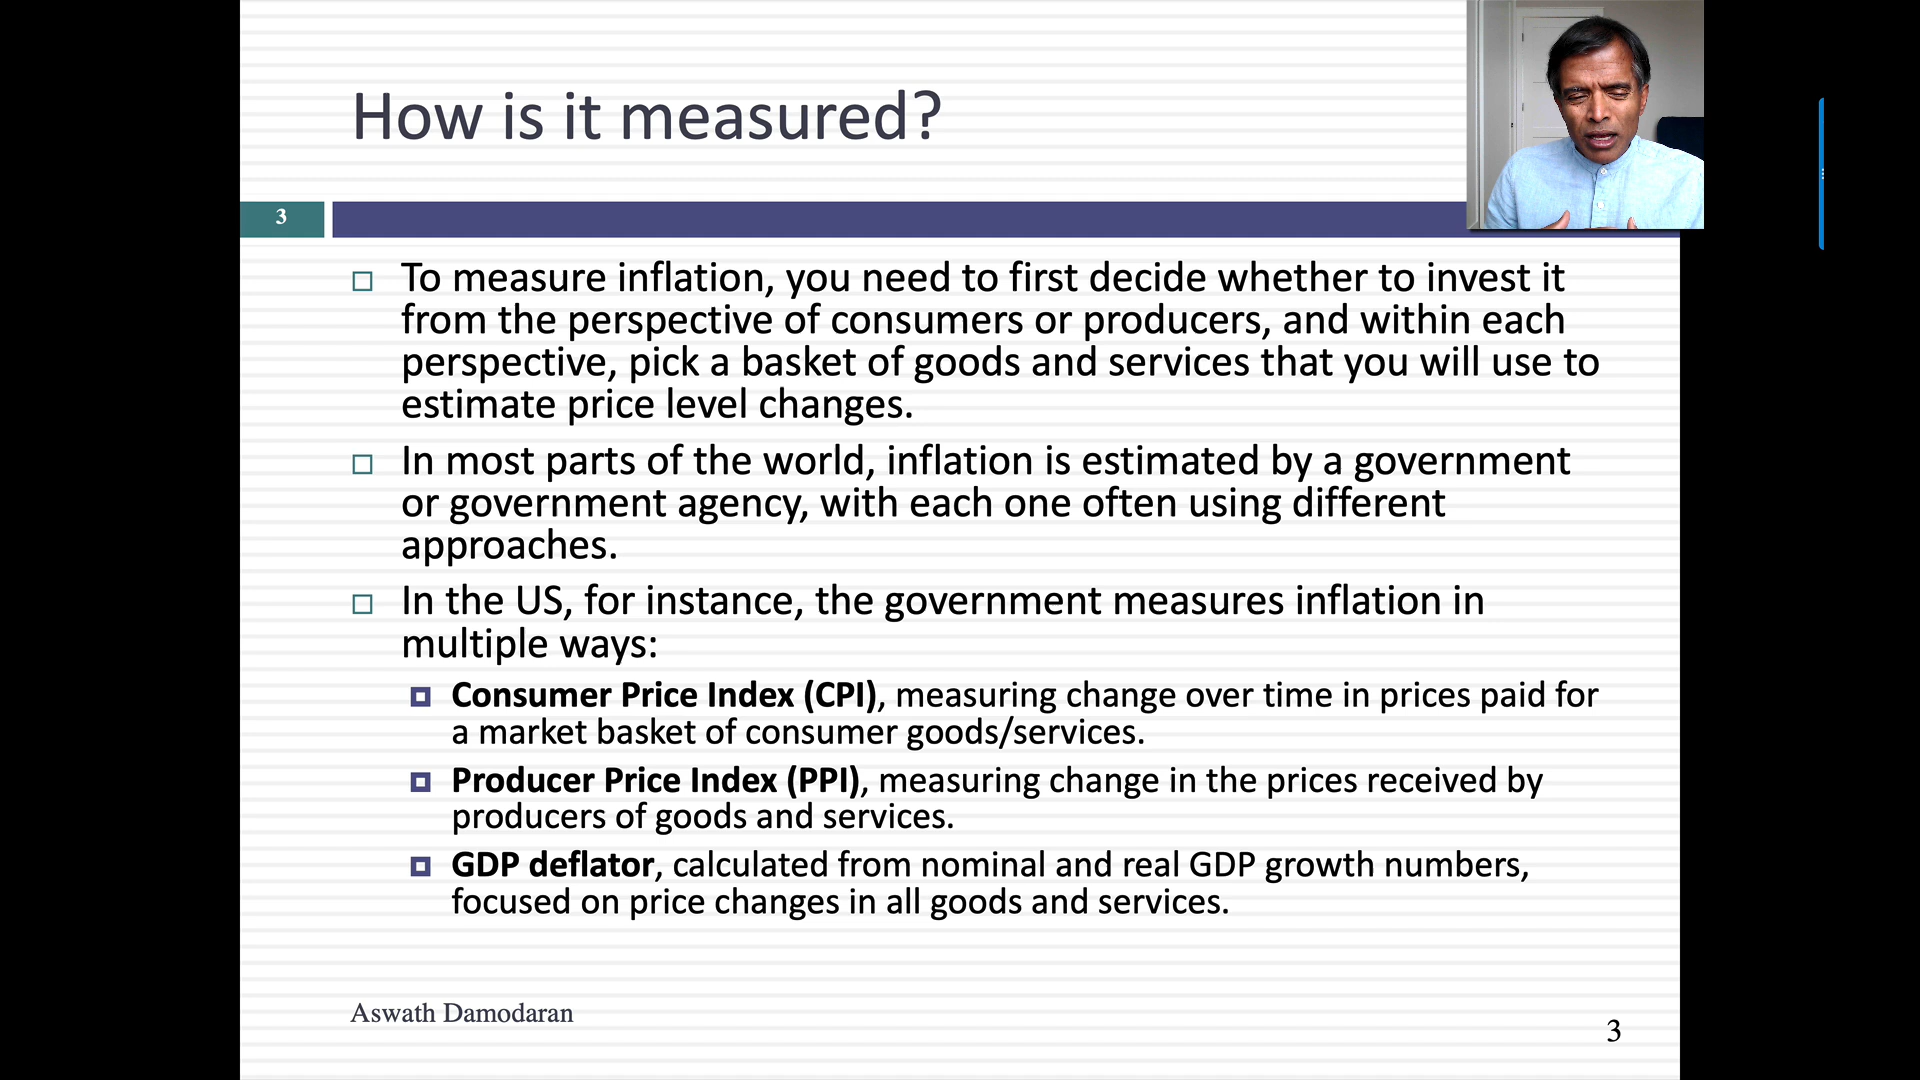 How is it measured?
3
To measure inflation, you need to first decide whether to invest it
from the perspective of consumers or producers, and within each
perspective, pick a basket of goods and services that you will use to
estimate price level changes.
In most parts of the world, inflation is estimated by a government
or government agency, with each one often using different
approaches.
In the US, for instance, the government measures inflation in
multiple ways:
Consumer Price Index (CPI), measuring change over time in prices paid for
a market basket of consumer goods/services.
Producer Price Index (PPI), measuring change in the prices received by
producers of goods and services.
GDP deflator, calculated from nominal and real GDP growth numbers,
focused on price changes in all goods and services.
Aswath Damodaran
3